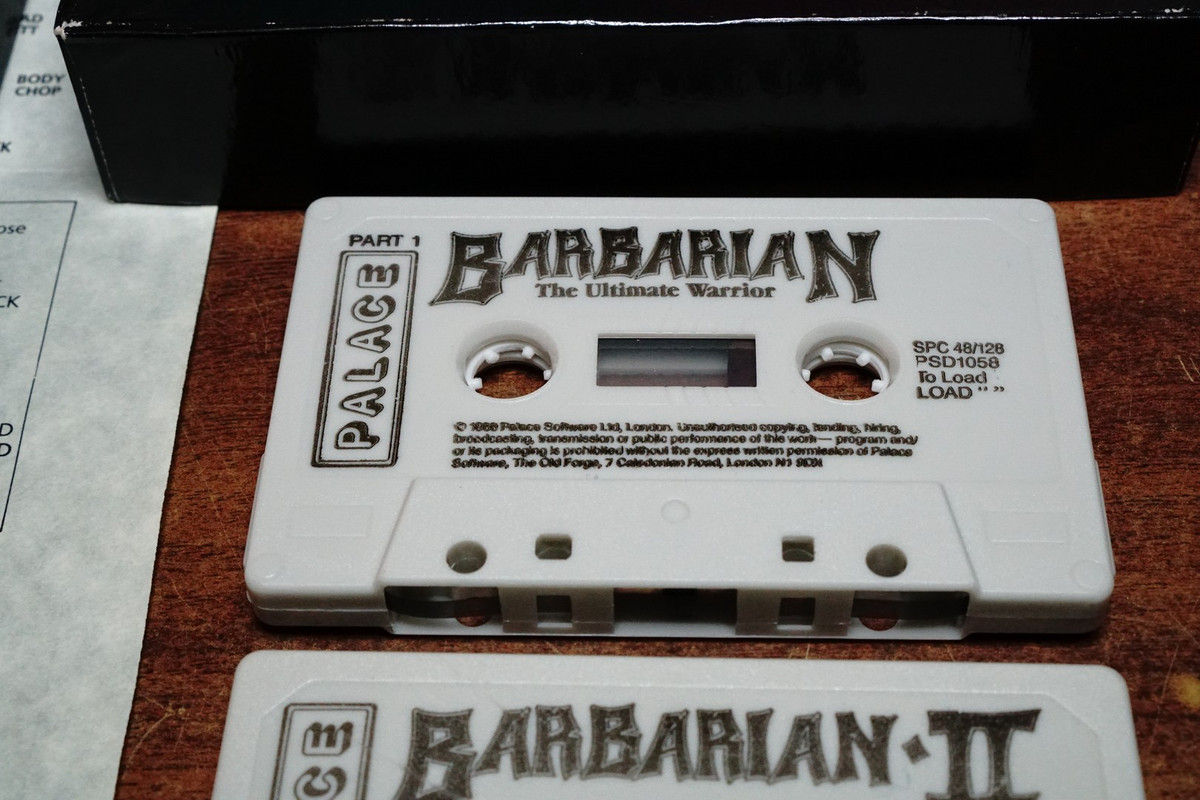 BODY
CHOP
PART 1
PALACE
BARBARIAN
The Ultimate Warrior
SPC 48/128
PSD1058
To Load
LOAD “ ”
Palace Software Ltd, London. Unauthorised copying, lending, hiring,
broadcasting, transmission or public performance of this work — program and/
or its packaging is prohibited without the express written permission of Palace
Software, The Old Forge, 7 Caledonian Road, London N1
BARBARIAN·II